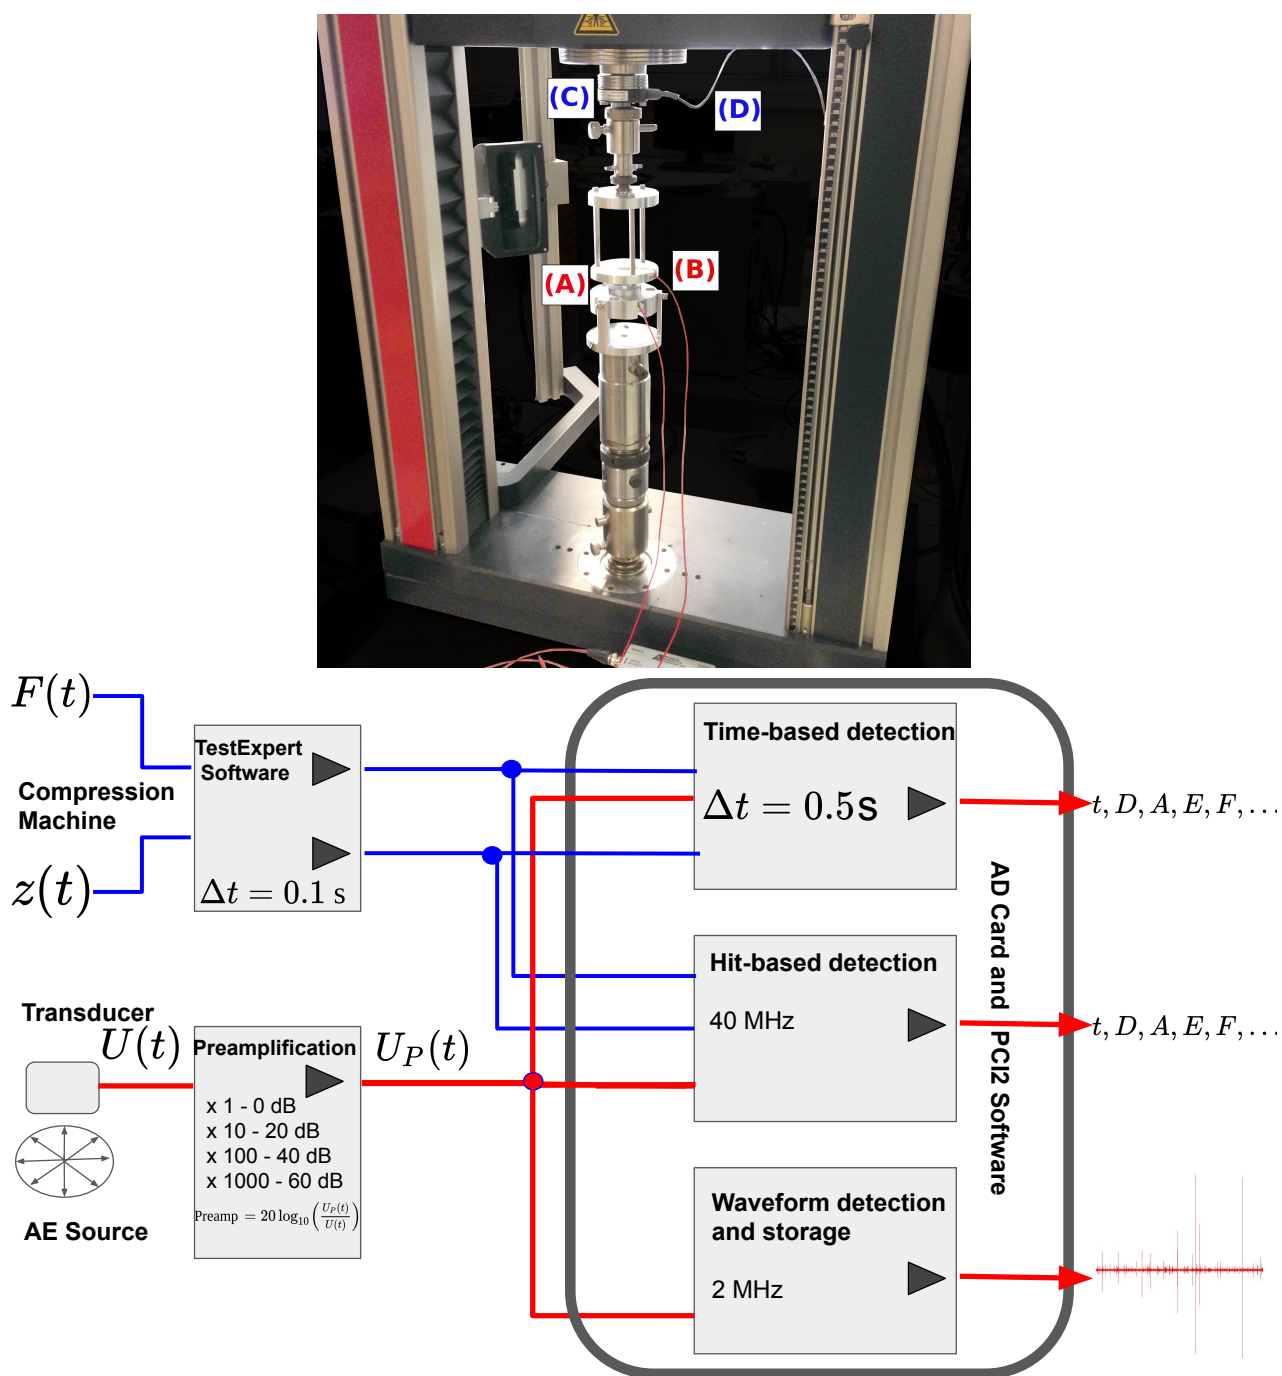 (C)
(D)
(A)
(B)
F(t)
Compression
Machine
z(t)
TestExpert
Software
Δt = 0.1 s
Time-based detection
Δt = 0.5s
t, D, A, E, F, ...
Hit-based detection
40 MHz
t, D, A, E, F, ...
AD Card and PCI2 Software
Transducer
U(t)
Preamplification
x 1 - 0 dB
x 10 - 20 dB
x 100 - 40 dB
x 1000 - 60 dB
Preamp = 20 log₁₀(U_P(t)/U(t))
U_P(t)
AE Source
Waveform detection
and storage
2 MHz